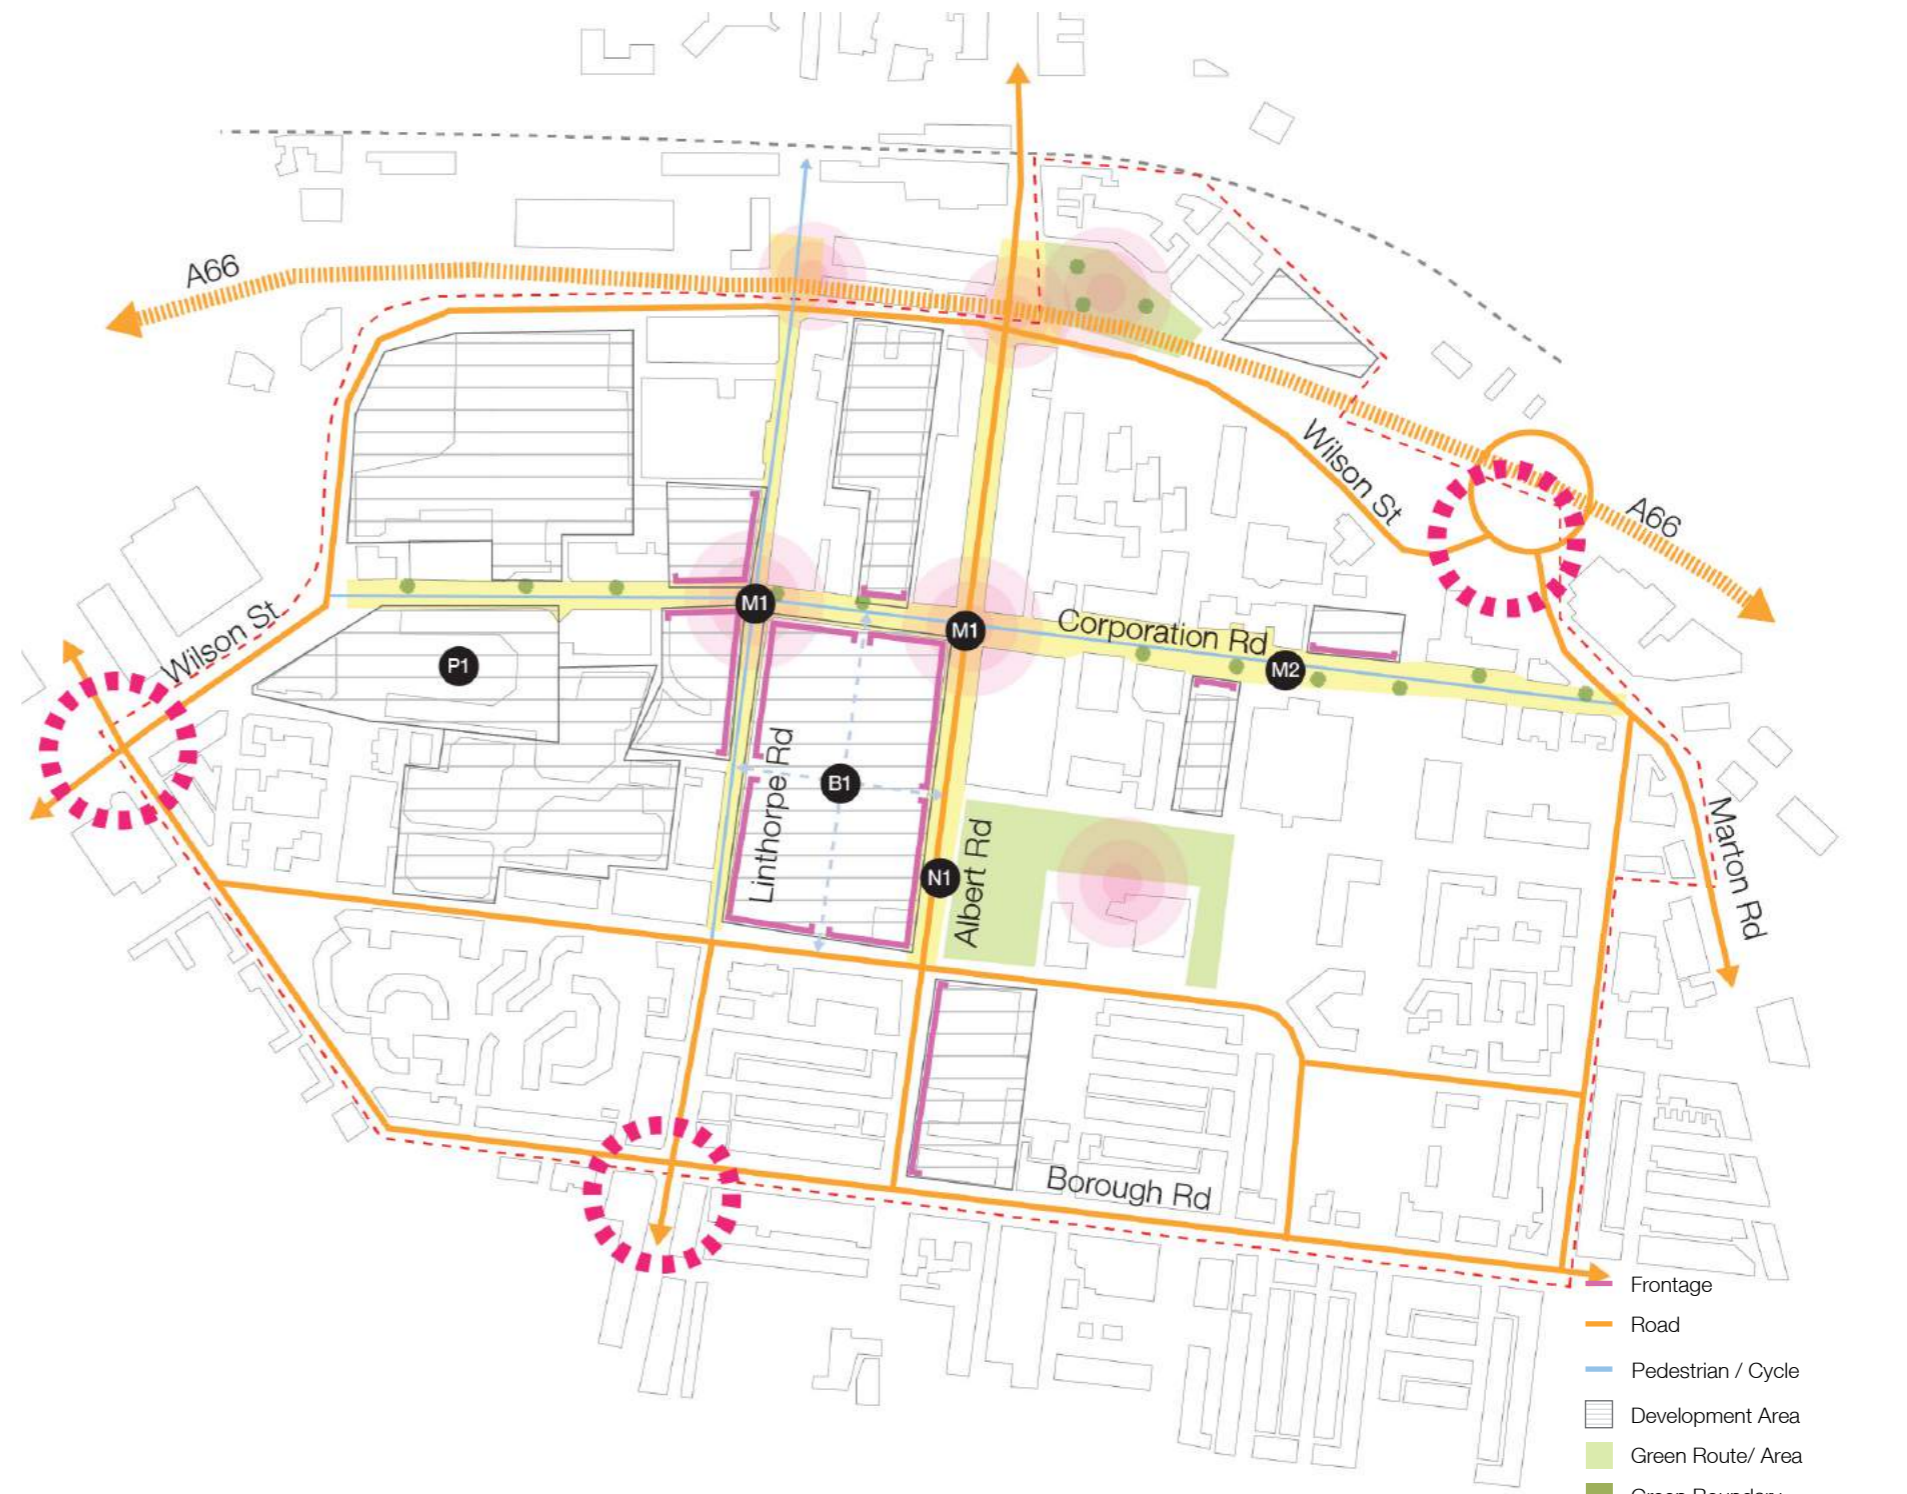 A66
Wilson St
A66
M1
M1
Corporation Rd
Wilson St
P1
M2
Linthorpe Rd
B1
Marton Rd
N1
Albert Rd
Borough Rd
Frontage
Road
Pedestrian / Cycle
Development Area
Green Route/ Area